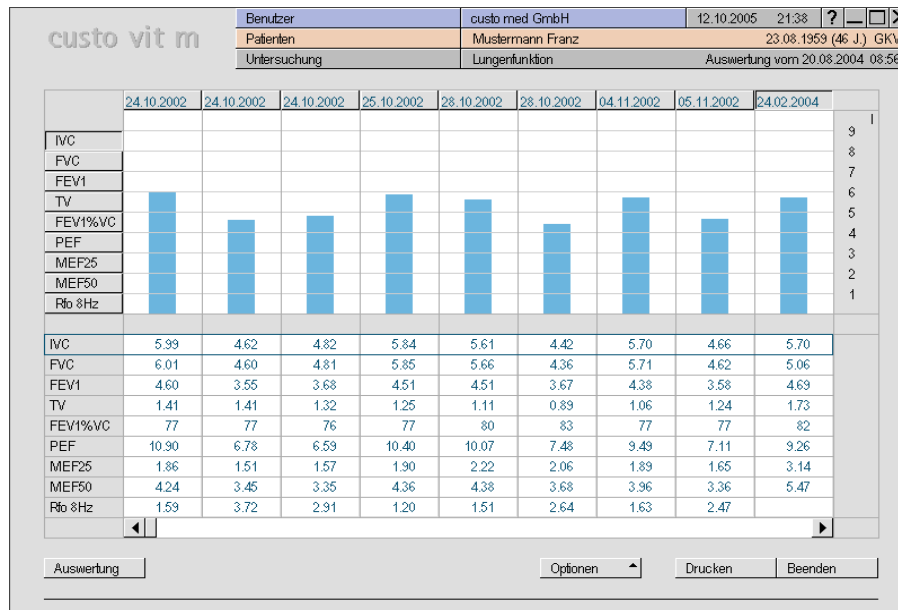 custo vit m
Benutzer custo med GmbH 12.10.2005 21:38 ?
Patienten Mustermann Franz 23.08.1959 (46 J.) GKV
Untersuchung Lungenfunktion Auswertung vom 20.08.2004 08:56
24.10.2002 24.10.2002 24.10.2002 25.10.2002 28.10.2002 28.10.2002 04.11.2002 05.11.2002 24.02.2004
l
IVC
FVC
FEV1
TV
FEV1%VC
PEF
MEF25
MEF50
Rfo 8Hz
9
8
7
6
5
4
3
2
1
IVC 5.99 4.62 4.82 5.84 5.61 4.42 5.70 4.66 5.70
FVC 6.01 4.60 4.81 5.85 5.66 4.36 5.71 4.62 5.06
FEV1 4.60 3.55 3.68 4.51 4.51 3.67 4.38 3.58 4.69
TV 1.41 1.41 1.32 1.25 1.11 0.89 1.06 1.24 1.73
FEV1%VC 77 77 76 77 80 83 77 77 82
PEF 10.90 6.78 6.59 10.40 10.07 7.48 9.49 7.11 9.26
MEF25 1.86 1.51 1.57 1.90 2.22 2.06 1.89 1.65 3.14
MEF50 4.24 3.45 3.35 4.36 4.38 3.68 3.96 3.36 5.47
Rfo 8Hz 1.59 3.72 2.91 1.20 1.51 2.64 1.63 2.47
Auswertung Optionen Drucken Beenden